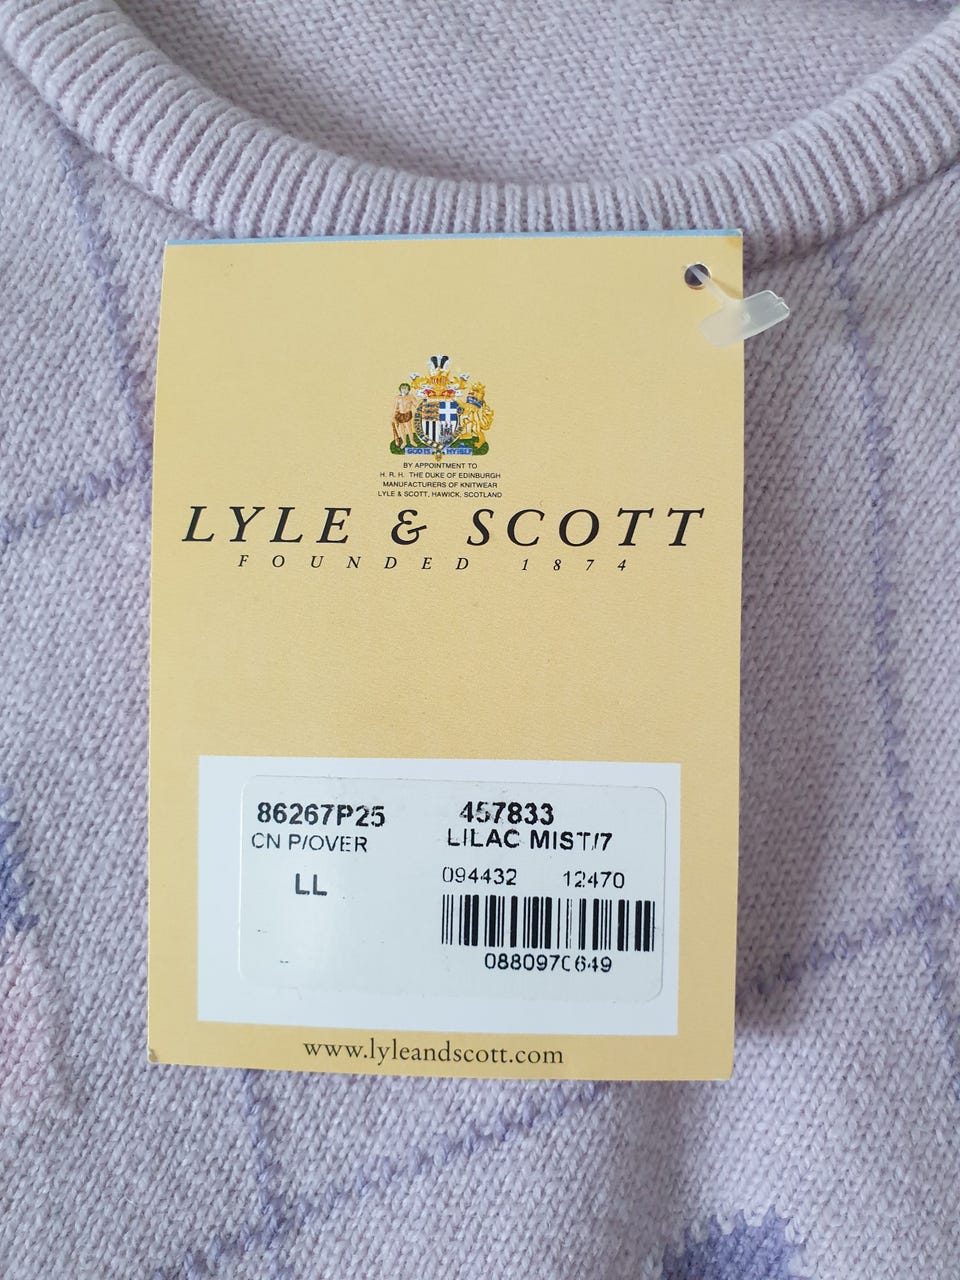 GOD IS MY HELP
BY APPOINTMENT TO
H. R. H. THE DUKE OF EDINBURGH
MANUFACTURERS OF KNITWEAR
LYLE & SCOTT, HAWICK, SCOTLAND
LYLE & SCOTT
FOUNDED 1874
86267P25 457833
CN P/OVER LILAC MIST/7
LL 094432 12470
0880970649
www.lyleandscott.com